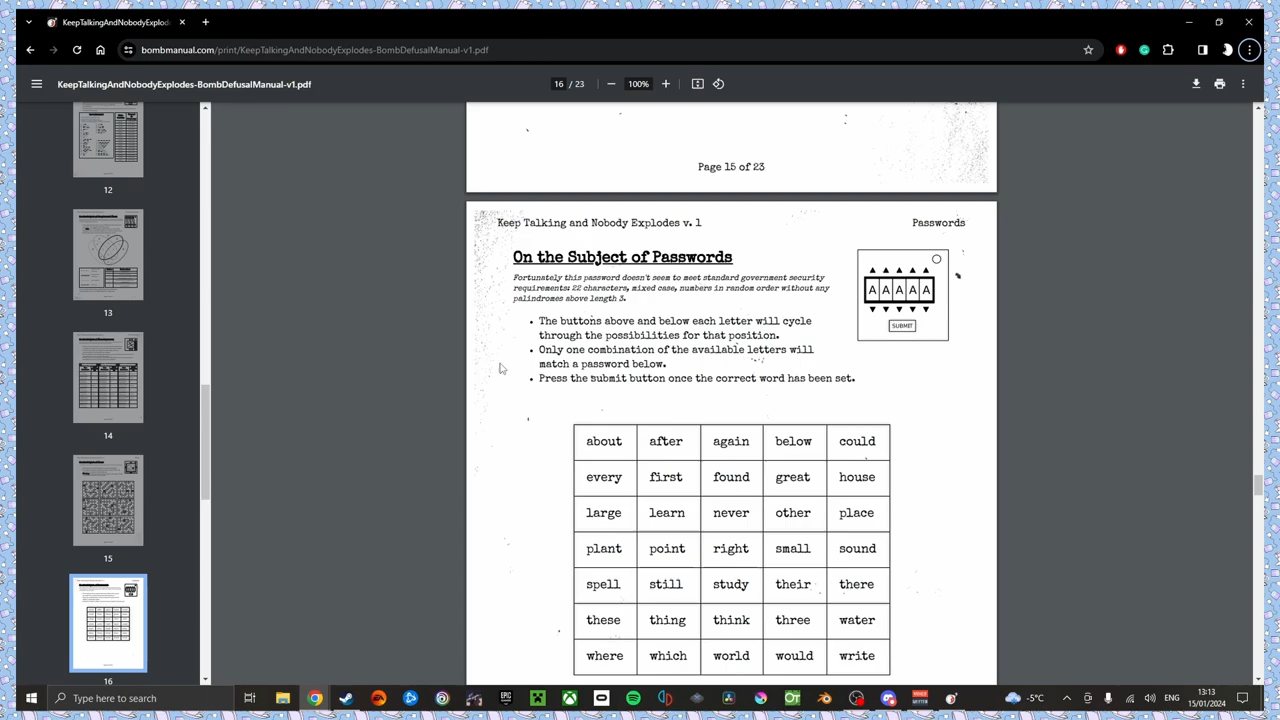 KeepTalkingAndNobodyExplod
bombmanual.com/print/KeepTalkingAndNobodyExplodes-BombDefusalManual-v1.pdf
KeepTalkingAndNobodyExplodes-BombDefusalManual-v1.pdf
16 / 23
100%
12
13
14
15
16
Page 15 of 23
Keep Talking and Nobody Explodes v. 1
Passwords
On the Subject of Passwords
Fortunately this password doesn't seem to meet standard government security
requirements: 22 characters, mixed case, numbers in random order without any
palindromes above length 3.
A A A A A
SUBMIT
• The buttons above and below each letter will cycle
through the possibilities for that position.
• Only one combination of the available letters will
match a password below.
• Press the submit button once the correct word has been set.
about after again below could
every first found great house
large learn never other place
plant point right small sound
spell still study their there
these thing think three water
where which world would write
Type here to search
-5°C
ENG
13:13
15/01/2024